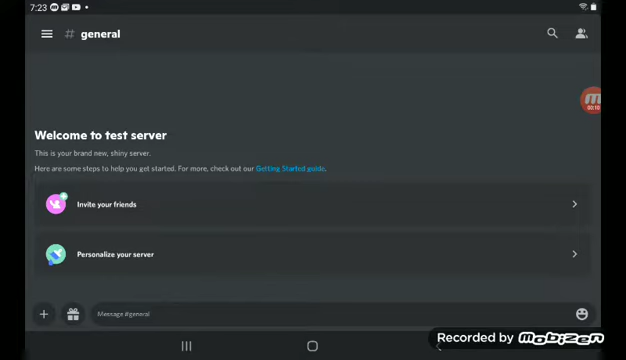 7:23
# general
00:10
Welcome to test server
This is your brand new, shiny server.
Here are some steps to help you get started. For more, check out our Getting Started guide.
Invite your friends
Personalize your server
Message #general
Recorded by mobizen